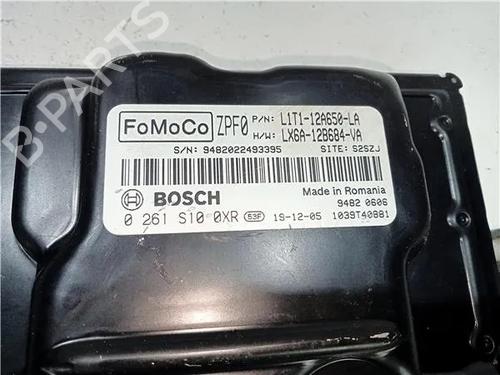 FoMoCo ZPF0 P/N: L1T1-12A650-LA
H/W: LX6A-12B684-VA
S/N: 9482022493395 SITE: S2SZJ
BOSCH Made in Romania
9482 0606
0 261 S10 0XR 53F 19-12-05 1039T40881
B-PARTS